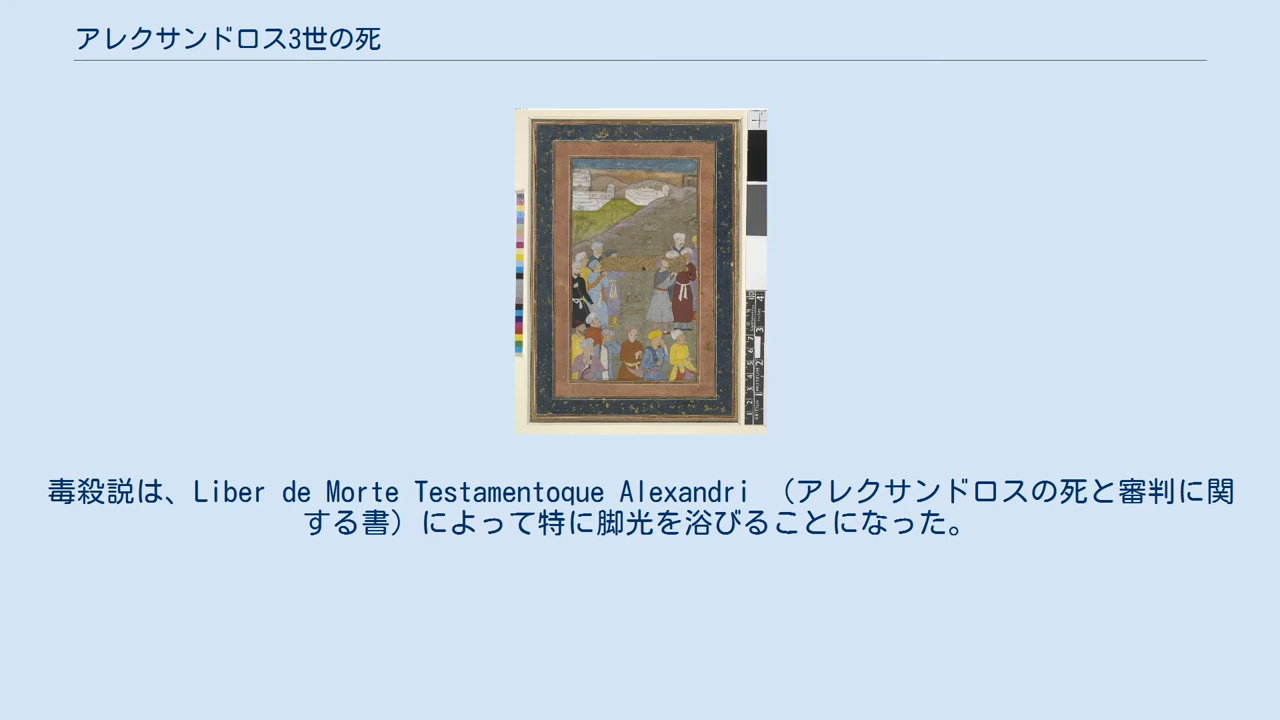 アレクサンドロス3世の死
毒殺説は、Liber de Morte Testamentoque Alexandri （アレクサンドロスの死と審判に関
する書）によって特に脚光を浴びることになった。